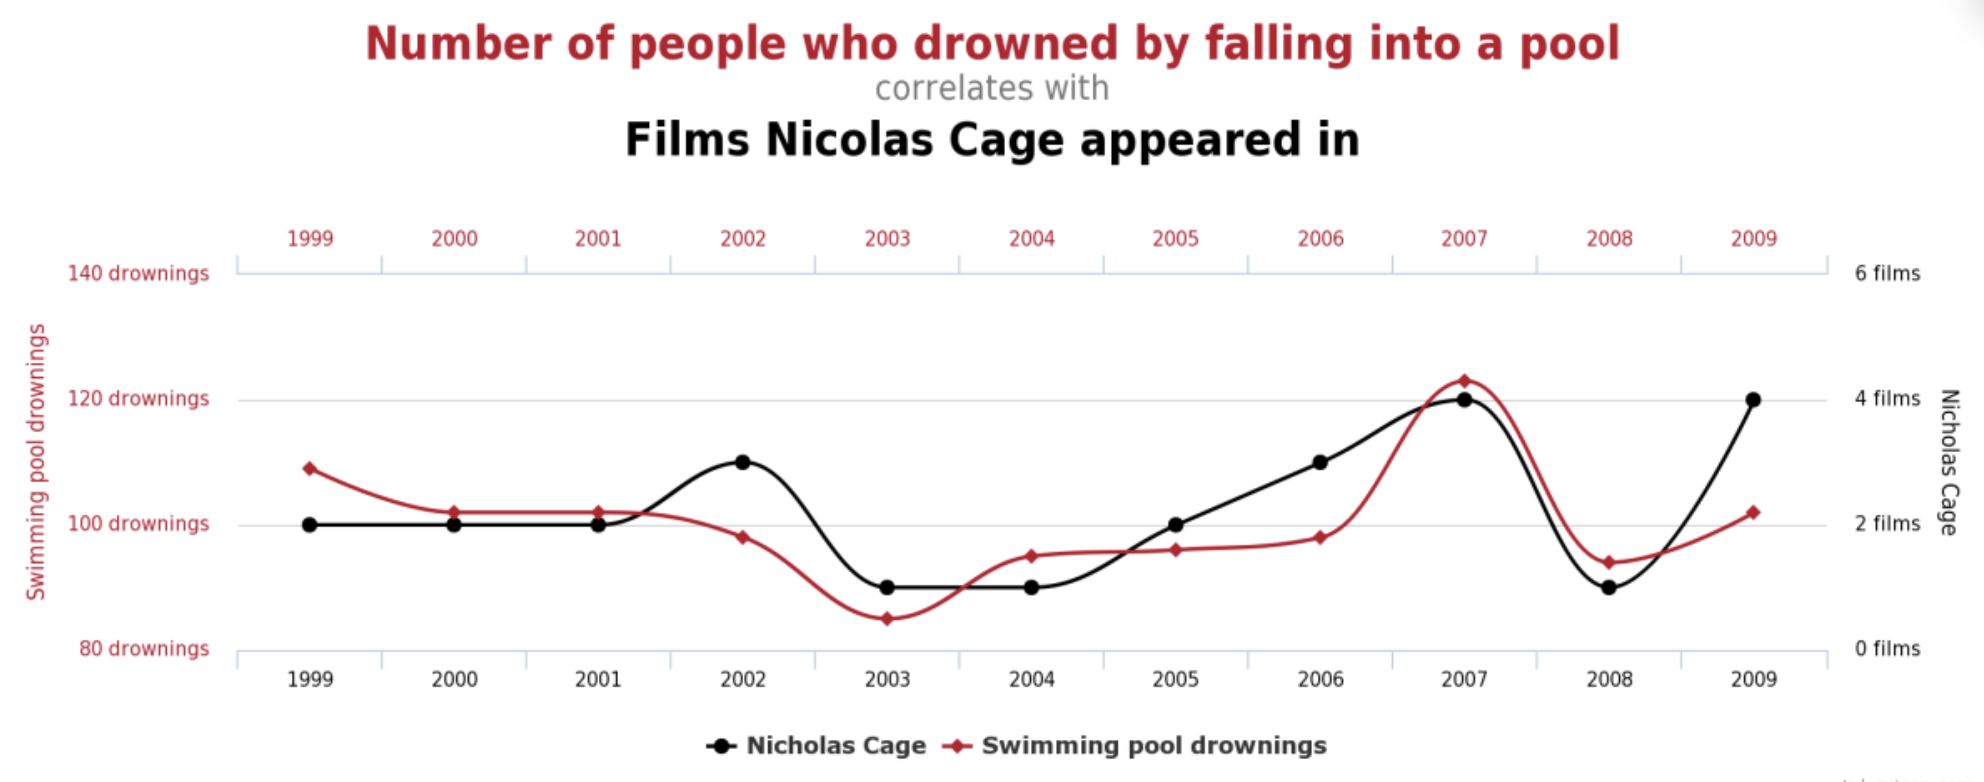 Number of people who drowned by falling into a pool
correlates with
Films Nicolas Cage appeared in
1999 2000 2001 2002 2003 2004 2005 2006 2007 2008 2009
140 drownings 6 films
120 drownings 4 films
100 drownings 2 films
80 drownings 0 films
Swimming pool drownings
Nicholas Cage
1999 2000 2001 2002 2003 2004 2005 2006 2007 2008 2009
Nicholas Cage Swimming pool drownings